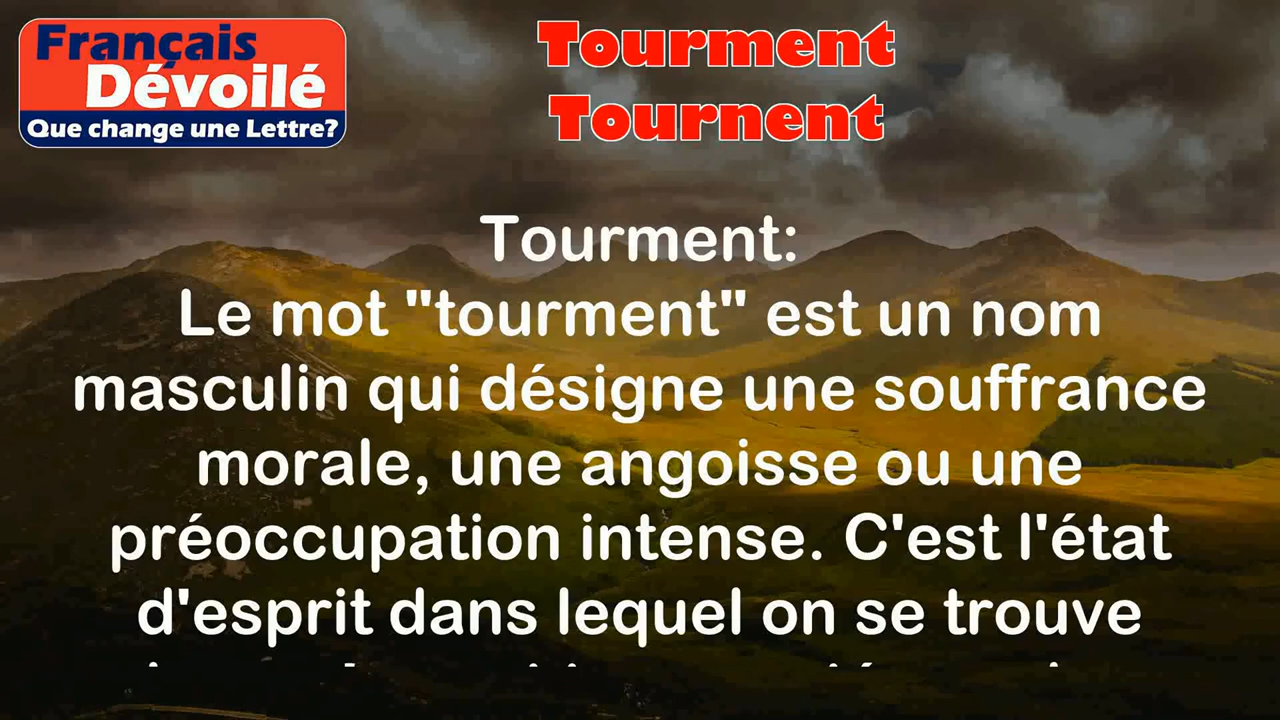 Français
Dévoilé
Que change une Lettre?
Tourment
Tournent
Tourment:
Le mot "tourment" est un nom
masculin qui désigne une souffrance
morale, une angoisse ou une
préoccupation intense. C'est l'état
d'esprit dans lequel on se trouve